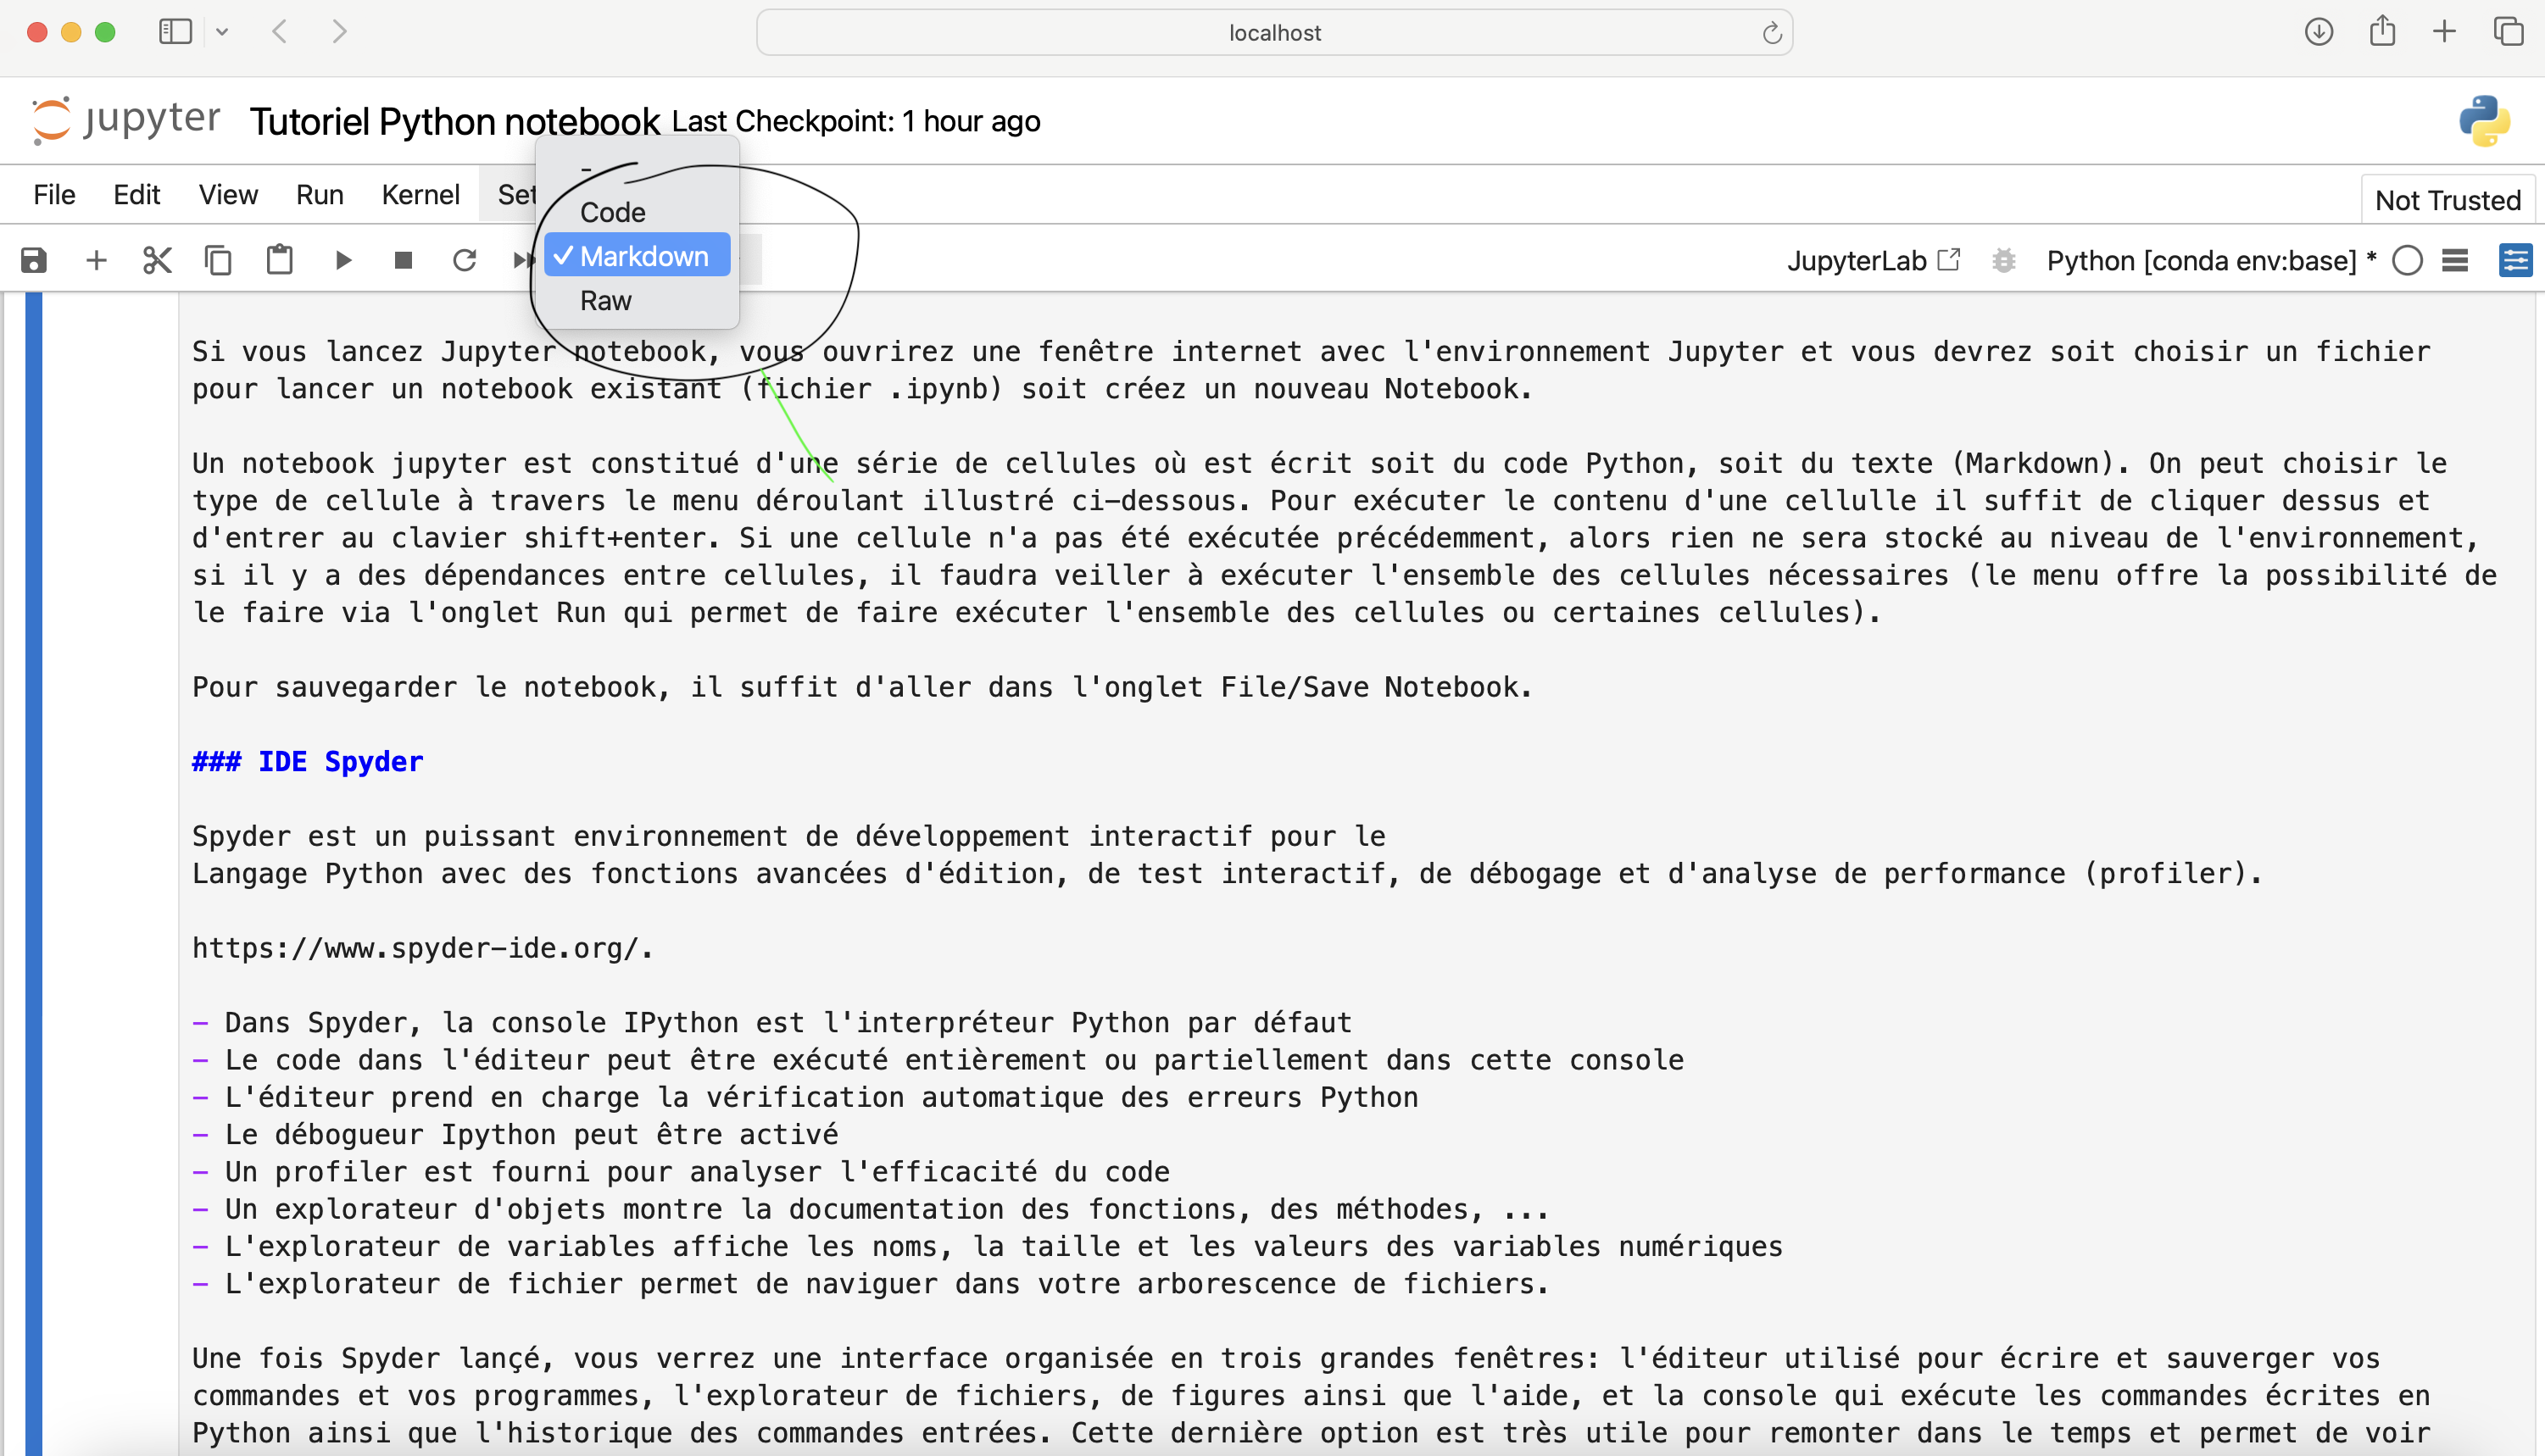 localhost
jupyter Tutoriel Python notebook Last Checkpoint: 1 hour ago
File Edit View Run Kernel Set
Not Trusted
-
Code
Markdown
Raw
JupyterLab Python [conda env:base] *
Si vous lancez Jupyter notebook, vous ouvrirez une fenêtre internet avec l'environnement Jupyter et vous devrez soit choisir un fichier
pour lancer un notebook existant (fichier .ipynb) soit créez un nouveau Notebook.
Un notebook jupyter est constitué d'une série de cellules où est écrit soit du code Python, soit du texte (Markdown). On peut choisir le
type de cellule à travers le menu déroulant illustré ci-dessous. Pour exécuter le contenu d'une cellulle il suffit de cliquer dessus et
d'entrer au clavier shift+enter. Si une cellule n'a pas été exécutée précédemment, alors rien ne sera stocké au niveau de l'environnement,
si il y a des dépendances entre cellules, il faudra veiller à exécuter l'ensemble des cellules nécessaires (le menu offre la possibilité de
le faire via l'onglet Run qui permet de faire exécuter l'ensemble des cellules ou certaines cellules).
Pour sauvegarder le notebook, il suffit d'aller dans l'onglet File/Save Notebook.
### IDE Spyder
Spyder est un puissant environnement de développement interactif pour le
Langage Python avec des fonctions avancées d'édition, de test interactif, de débogage et d'analyse de performance (profiler).
https://www.spyder-ide.org/.
- Dans Spyder, la console IPython est l'interpréteur Python par défaut
- Le code dans l'éditeur peut être exécuté entièrement ou partiellement dans cette console
- L'éditeur prend en charge la vérification automatique des erreurs Python
- Le débogueur Ipython peut être activé
- Un profiler est fourni pour analyser l'efficacité du code
- Un explorateur d'objets montre la documentation des fonctions, des méthodes, ...
- L'explorateur de variables affiche les noms, la taille et les valeurs des variables numériques
- L'explorateur de fichier permet de naviguer dans votre arborescence de fichiers.
Une fois Spyder lançé, vous verrez une interface organisée en trois grandes fenêtres: l'éditeur utilisé pour écrire et sauverger vos
commandes et vos programmes, l'explorateur de fichiers, de figures ainsi que l'aide, et la console qui exécute les commandes écrites en
Python ainsi que l'historique des commandes entrées. Cette dernière option est très utile pour remonter dans le temps et permet de voir